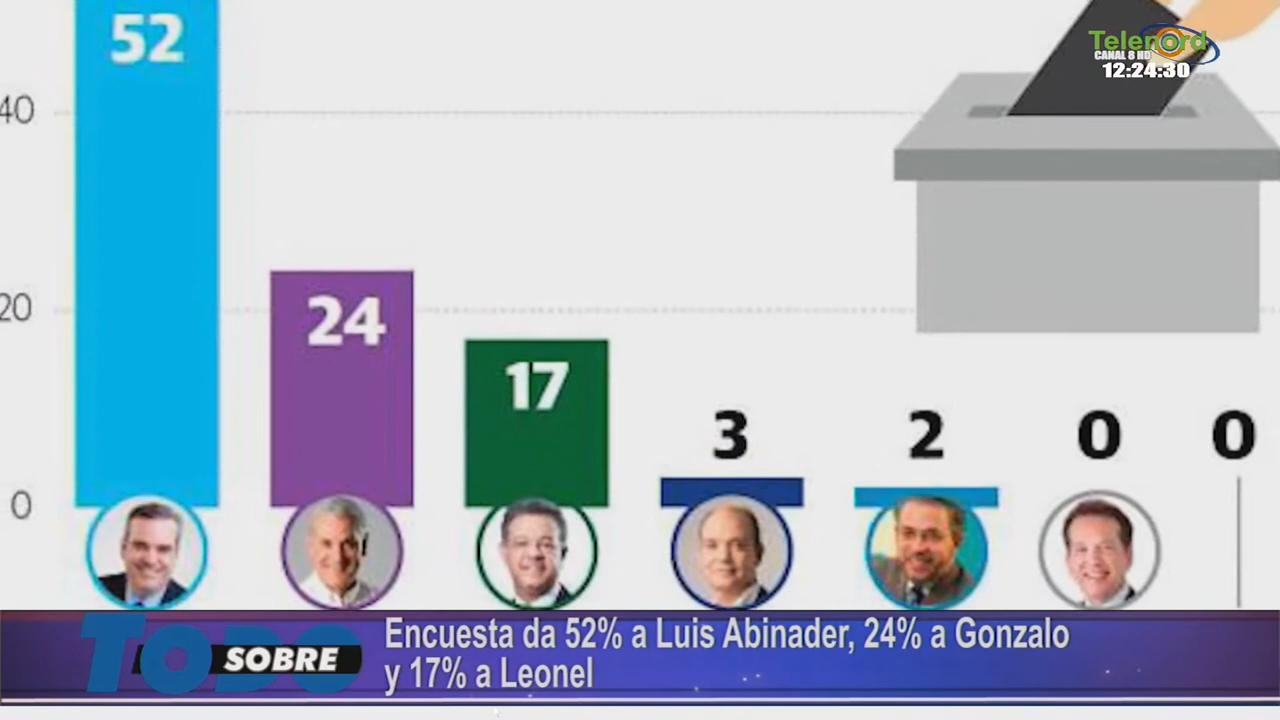 52
Telenord
CANAL 8 HD
12:24:30
40
24
20
17
3
2
0
0
0
TODO
SOBRE
Encuesta da 52% a Luis Abinader, 24% a Gonzalo
y 17% a Leonel